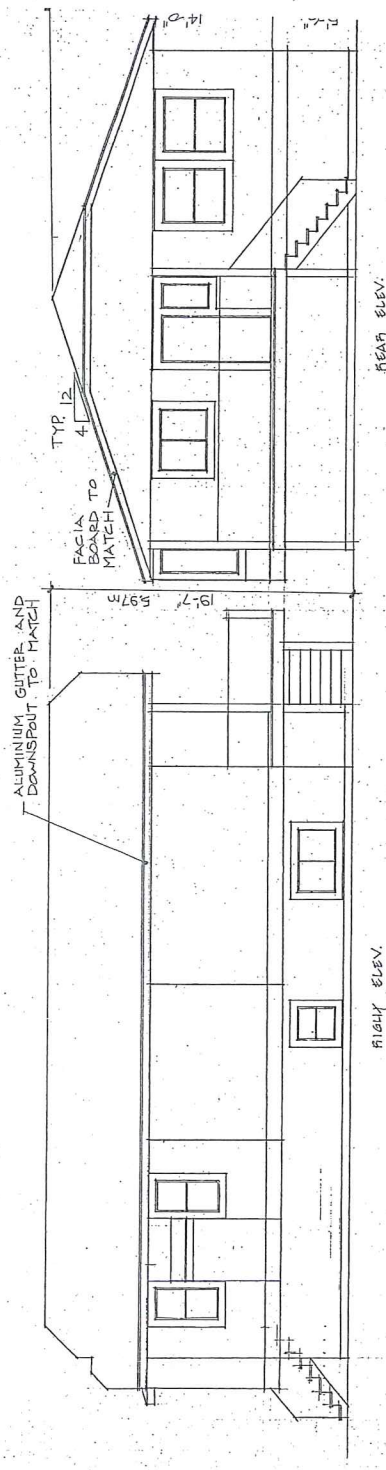 ALUMINIUM GUTTER AND
DOWNSPOUT TO MATCH
RIGHT ELEV.
19'-7"
5.97M
FACIA
BOARD TO
MATCH
TYP.
12
4
14'-0"
REAR ELEV.